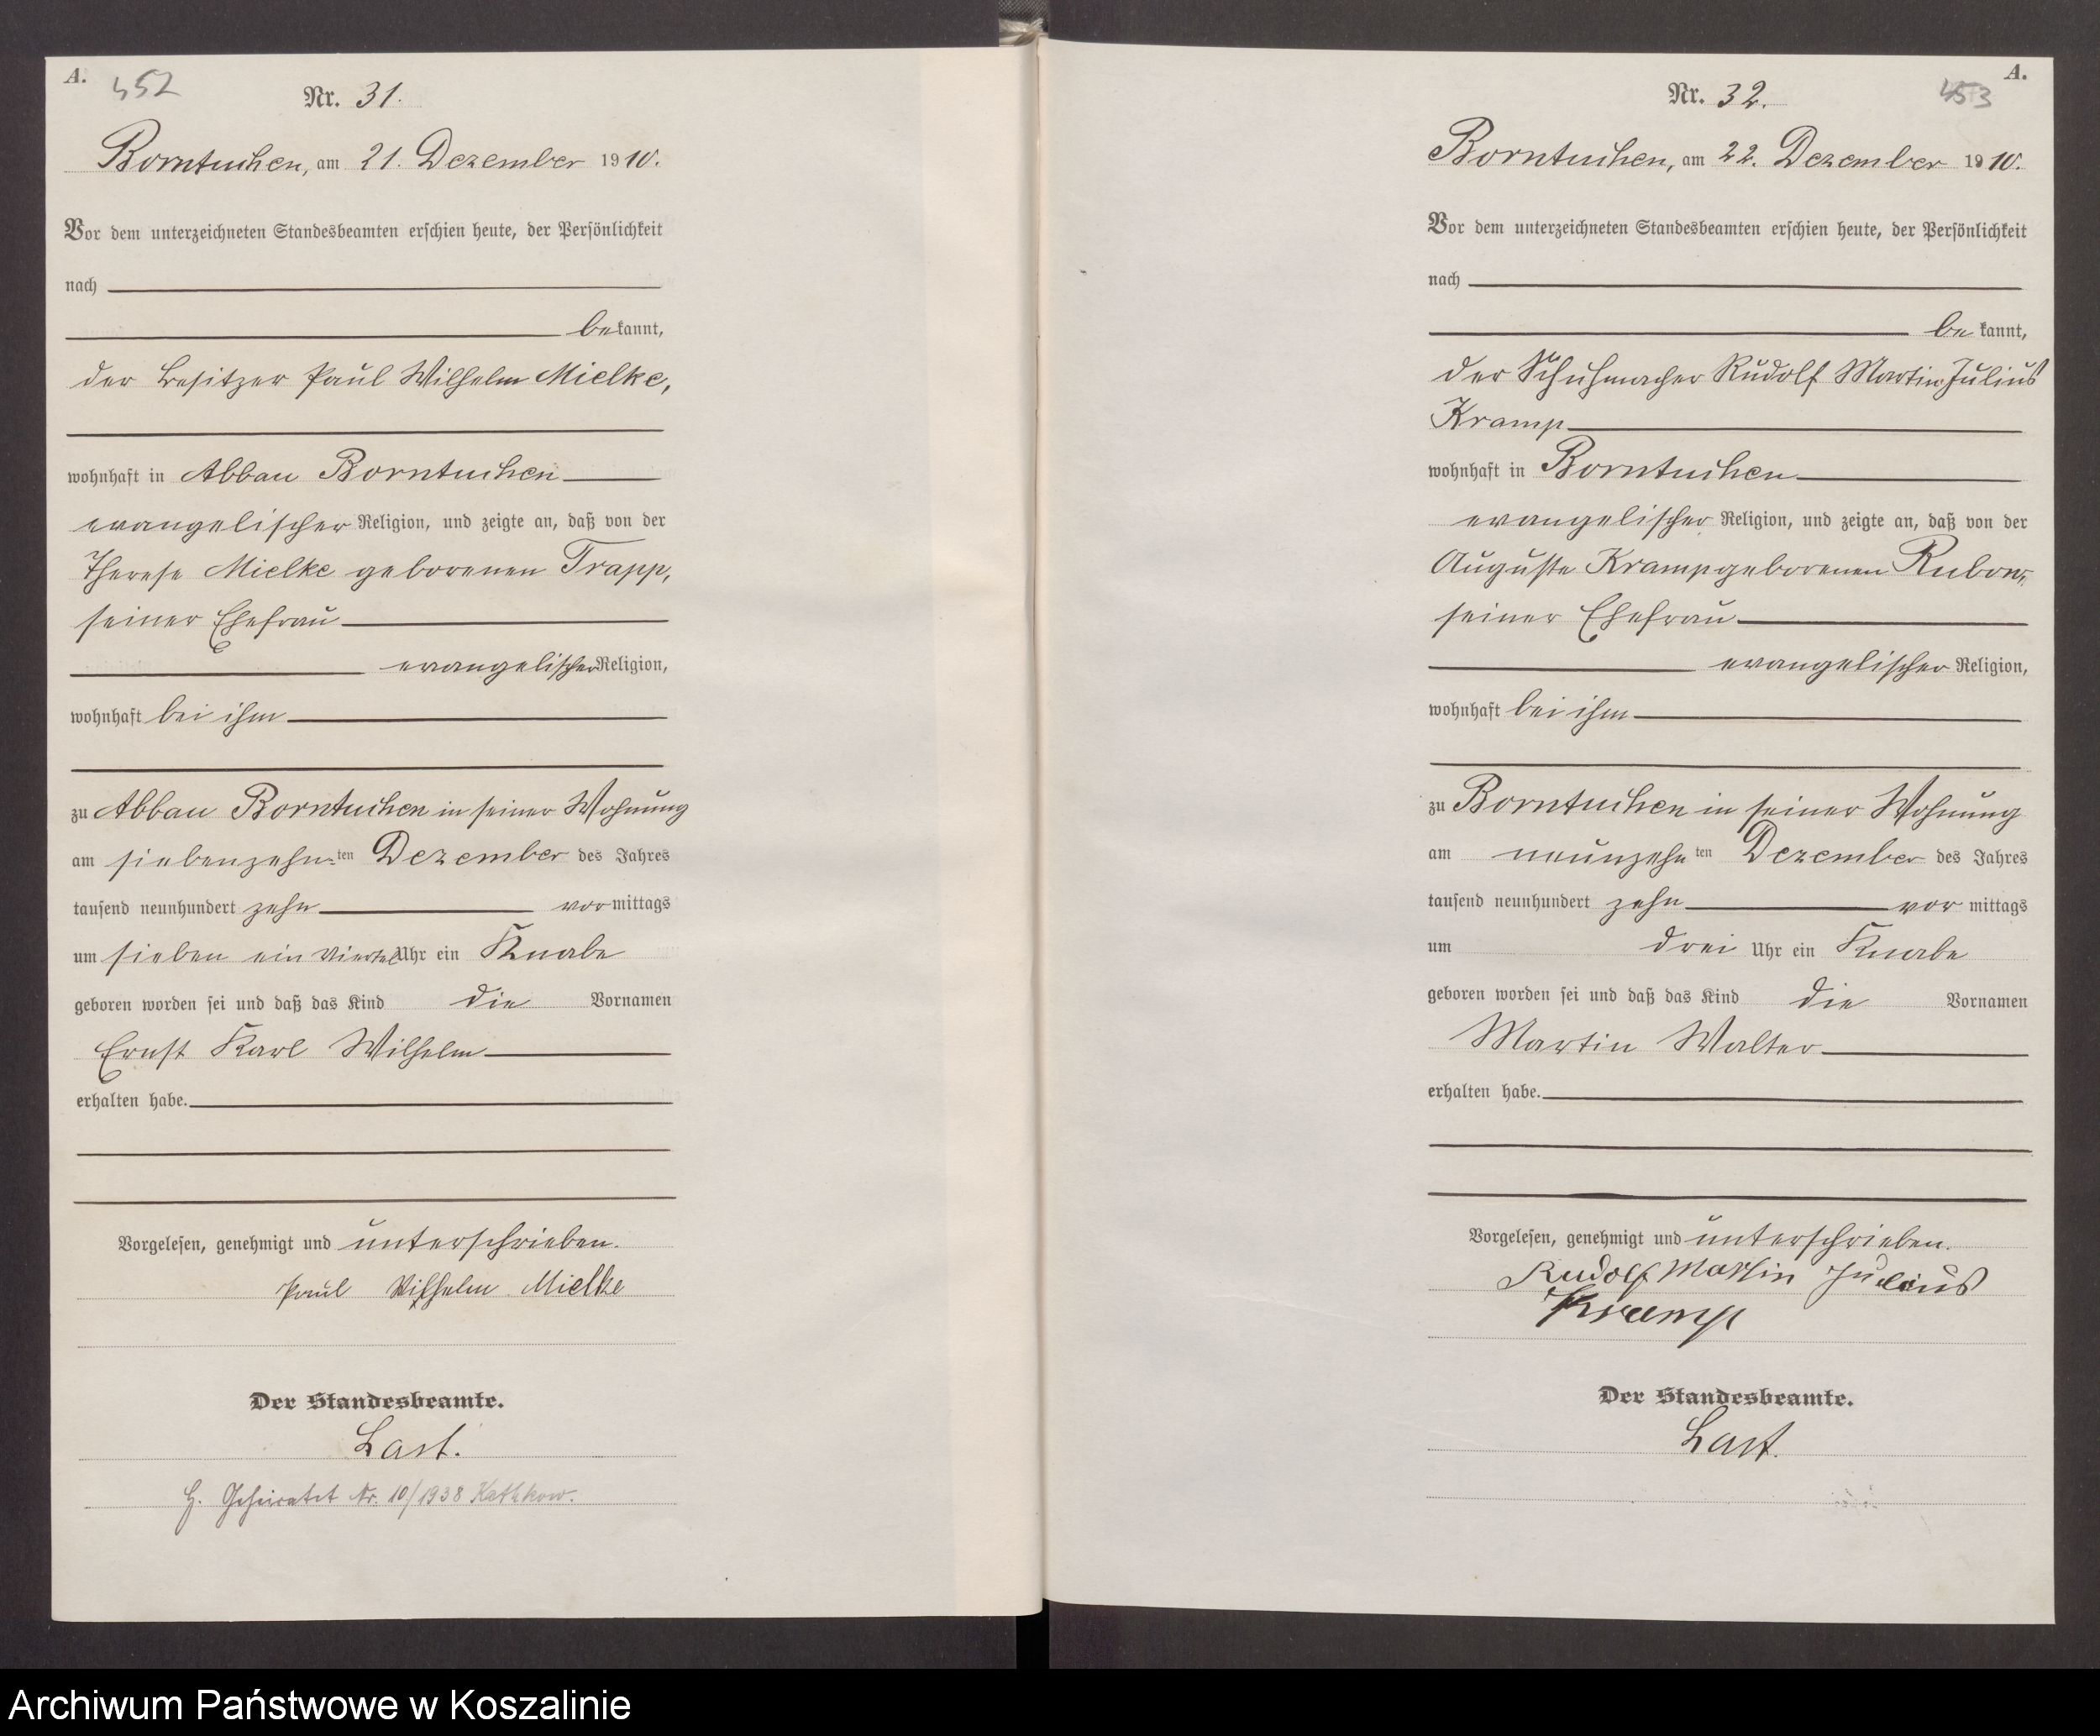 A.
452
Nr. 31.
Borntuchen, am 21. Dezember 1910.
Vor dem unterzeichneten Standesbeamten erschien heute, der Persönlichkeit
nach
bekannt,
der Besitzer Paul Wilhelm Mielke,
wohnhaft in Abbau Borntuchen
evangelischer Religion, und zeigte an, daß von der
Therese Mielke geborenen Trapp,
seiner Ehefrau
evangelischer Religion,
wohnhaft bei ihm
zu Abbau Borntuchen in seiner Wohnung
am siebenzehn=ten Dezember des Jahres
tausend neunhundert zehn vormittags
um sieben ein viertel Uhr ein Knabe
geboren worden sei und daß das Kind die Vornamen
Ernst Karl Wilhelm
erhalten habe.
Vorgelesen, genehmigt und unterschrieben.
Paul Wilhelm Mielke
Der Standesbeamte.
Last.
H. Geheiratet Nr. 10/1938 Kathkow.
A.
453
Nr. 32.
Borntuchen, am 22. Dezember 1910.
Vor dem unterzeichneten Standesbeamten erschien heute, der Persönlichkeit
nach
bekannt,
der Schuhmacher Rudolf Martin Julius
Kramp
wohnhaft in Borntuchen
evangelischer Religion, und zeigte an, daß von der
Auguste Kramp geborenen Rubow,
seiner Ehefrau
evangelischer Religion,
wohnhaft bei ihm
zu Borntuchen in seiner Wohnung
am neunzehnten Dezember des Jahres
tausend neunhundert zehn vormittags
um drei Uhr ein Knabe
geboren worden sei und daß das Kind die Vornamen
Martin Walter
erhalten habe.
Vorgelesen, genehmigt und unterschrieben.
Rudolf Martin Julius
Kramp
Der Standesbeamte.
Last.
Archiwum Państwowe w Koszalinie